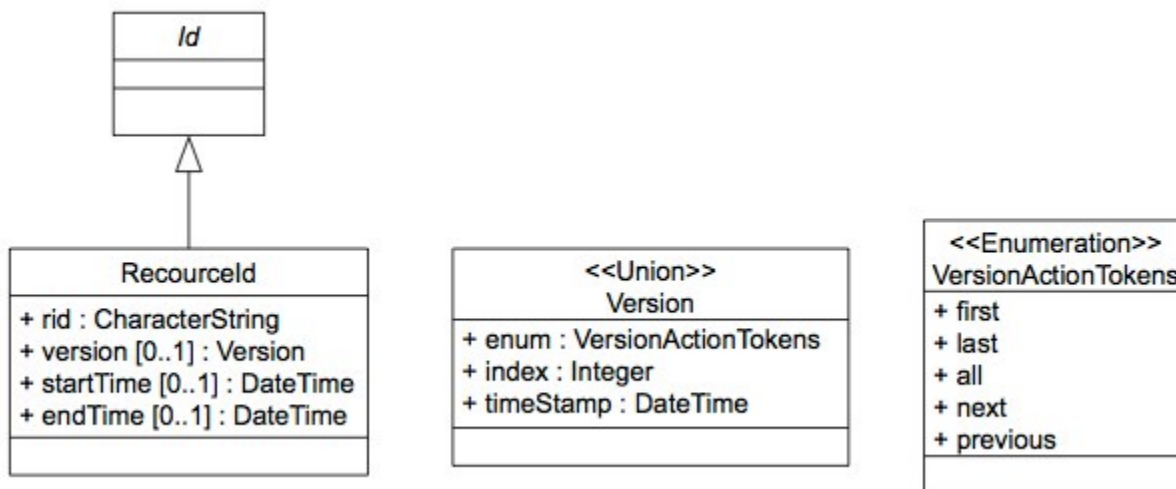 Id
RecourceId
+ rid : CharacterString
+ version [0..1] : Version
+ startTime [0..1] : DateTime
+ endTime [0..1] : DateTime
<<Union>>
Version
+ enum : VersionActionTokens
+ index : Integer
+ timeStamp : DateTime
<<Enumeration>>
VersionActionTokens
+ first
+ last
+ all
+ next
+ previous